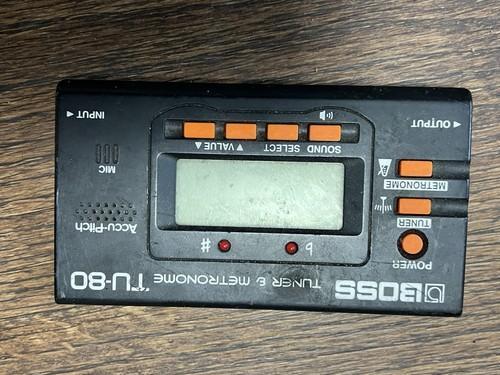 BOSS TUNER & METRONOME TU-80
POWER
♭ #
TUNER
Accu-Pitch
METRONOME
MIC
SOUND SELECT ▼ VALUE ▲
◀ OUTPUT
INPUT ◀